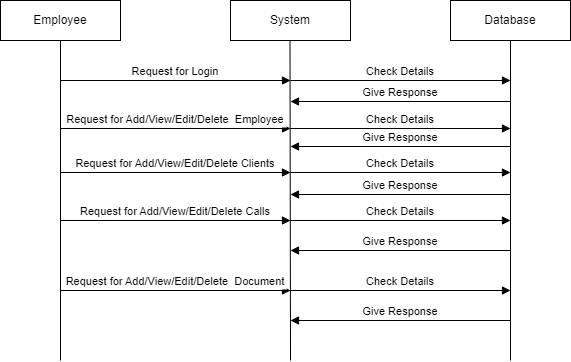 Employee
System
Database
Request for Login
Check Details
Give Response
Request for Add/View/Edit/Delete  Employee
Check Details
Give Response
Request for Add/View/Edit/Delete Clients
Check Details
Give Response
Request for Add/View/Edit/Delete Calls
Check Details
Give Response
Request for Add/View/Edit/Delete  Document
Check Details
Give Response